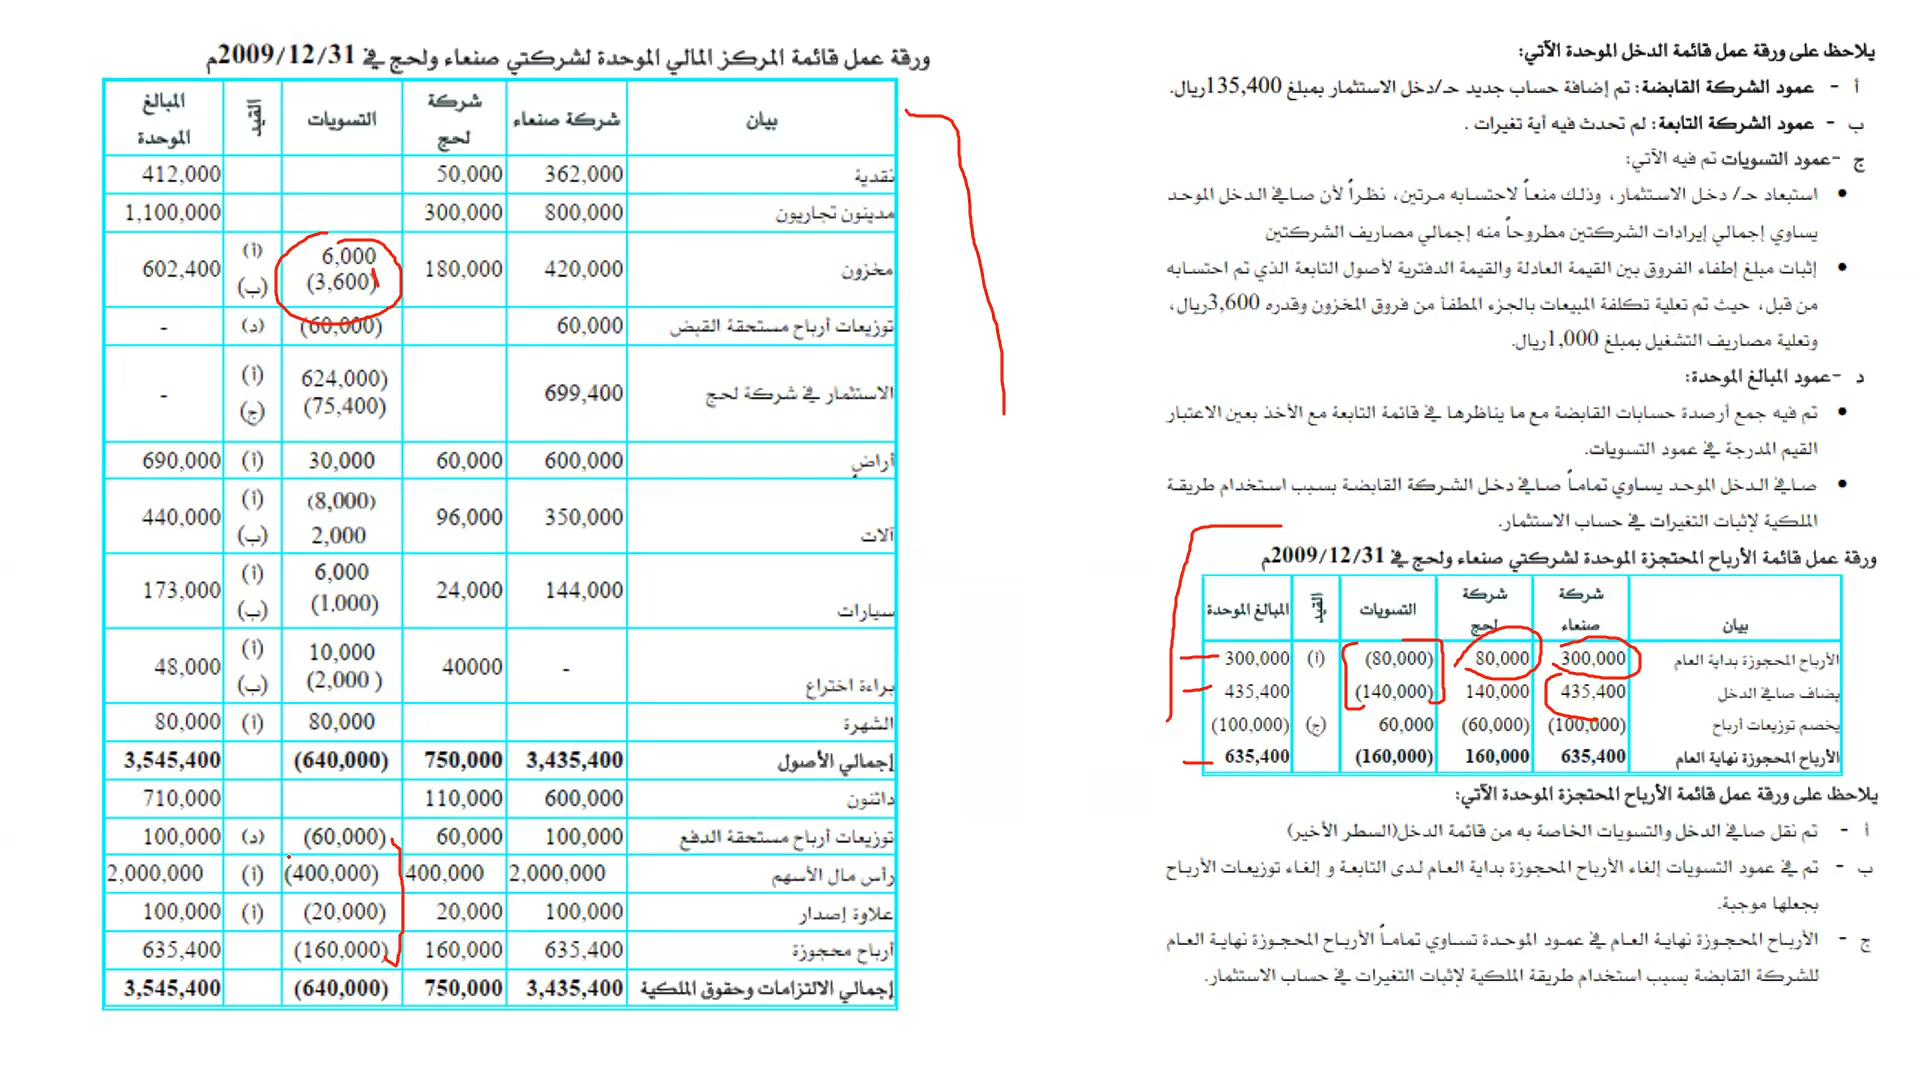 يلاحظ على ورقة عمل قائمة الدخل الموحدة الآتي:
أ - عمود الشركة القابضة: تم إضافة حساب جديد حـ/دخل الاستثمار بمبلغ 135,400ريال.
ب - عمود الشركة التابعة: لم تحدث فيه أية تغيرات .
ج -عمود التسويات تم فيه الآتي:
• استبعاد حـ/ دخل الاستثمار، وذلك منعاً لاحتسابه مرتين، نظراً لأن صافي الدخل الموحد
يساوي إجمالي إيرادات الشركتين مطروحاً منه إجمالي مصاريف الشركتين
• إثبات مبلغ إطفاء الفروق بين القيمة العادلة والقيمة الدفترية لأصول التابعة الذي تم احتسابه
من قبل، حيث تم تعلية تكلفة المبيعات بالجزء المطفأ من فروق المخزون وقدره 3,600ريال،
وتعلية مصاريف التشغيل بمبلغ 1,000ريال.
د -عمود المبالغ الموحدة:
• تم فيه جمع أرصدة حسابات القابضة مع ما يناظرها في قائمة التابعة مع الأخذ بعين الاعتبار
القيم المدرجة في عمود التسويات.
• صافي الدخل الموحد يساوي تماماً صافي دخل الشركة القابضة بسبب استخدام طريقة
الملكية لإثبات التغيرات في حساب الاستثمار.
ورقة عمل قائمة الأرباح المحتجزة الموحدة لشركتي صنعاء ولحج في 2009/12/31م
بيان شركة صنعاء شركة لحج التسويات القيد المبالغ الموحدة
الأرباح المحجوزة بداية العام 300,000 80,000 (80,000) (أ) 300,000
يضاف صافي الدخل 435,400 140,000 (140,000) 435,400
يخصم توزيعات أرباح (100,000) (60,000) 60,000 (ج) (100,000)
الأرباح المحجوزة نهاية العام 635,400 160,000 (160,000) 635,400
يلاحظ على ورقة عمل قائمة الأرباح المحتجزة الموحدة الآتي:
أ - تم نقل صافي الدخل والتسويات الخاصة به من قائمة الدخل(السطر الأخير)
ب - تم في عمود التسويات إلغاء الأرباح المحجوزة بداية العام لدى التابعة و إلغاء توزيعات الأرباح
بجعلها موجبة.
ج - الأرباح المحجوزة نهاية العام في عمود الموحدة تساوي تماماً الأرباح المحجوزة نهاية العام
للشركة القابضة بسبب استخدام طريقة الملكية لإثبات التغيرات في حساب الاستثمار.
ورقة عمل قائمة المركز المالي الموحدة لشركتي صنعاء ولحج في 2009/12/31م
بيان شركة صنعاء شركة لحج التسويات القيد المبالغ الموحدة
نقدية 362,000 50,000 412,000
مدينون تجاريون 800,000 300,000 1,100,000
مخزون 420,000 180,000 6,000 (أ) 602,400
(3,600) (ب)
توزيعات أرباح مستحقة القبض 60,000 (60,000) (د) -
الاستثمار في شركة لحج 699,400 624,000) (أ) -
(75,400) (ج)
أراضٍ 600,000 60,000 30,000 (أ) 690,000
آلات 350,000 96,000 (8,000) (أ) 440,000
2,000 (ب)
سيارات 144,000 24,000 6,000 (أ) 173,000
(1,000) (ب)
براءة اختراع - 40000 10,000 (أ) 48,000
(2,000 ) (ب)
الشهرة 80,000 (أ) 80,000
إجمالي الأصول 3,435,400 750,000 (640,000) 3,545,400
دائنون 600,000 110,000 710,000
توزيعات أرباح مستحقة الدفع 100,000 60,000 (60,000) (د) 100,000
رأس مال الأسهم 2,000,000 400,000 (400,000) (أ) 2,000,000
علاوة إصدار 100,000 20,000 (20,000) (أ) 100,000
أرباح محجوزة 635,400 160,000 (160,000) 635,400
إجمالي الالتزامات وحقوق الملكية 3,435,400 750,000 (640,000) 3,545,400